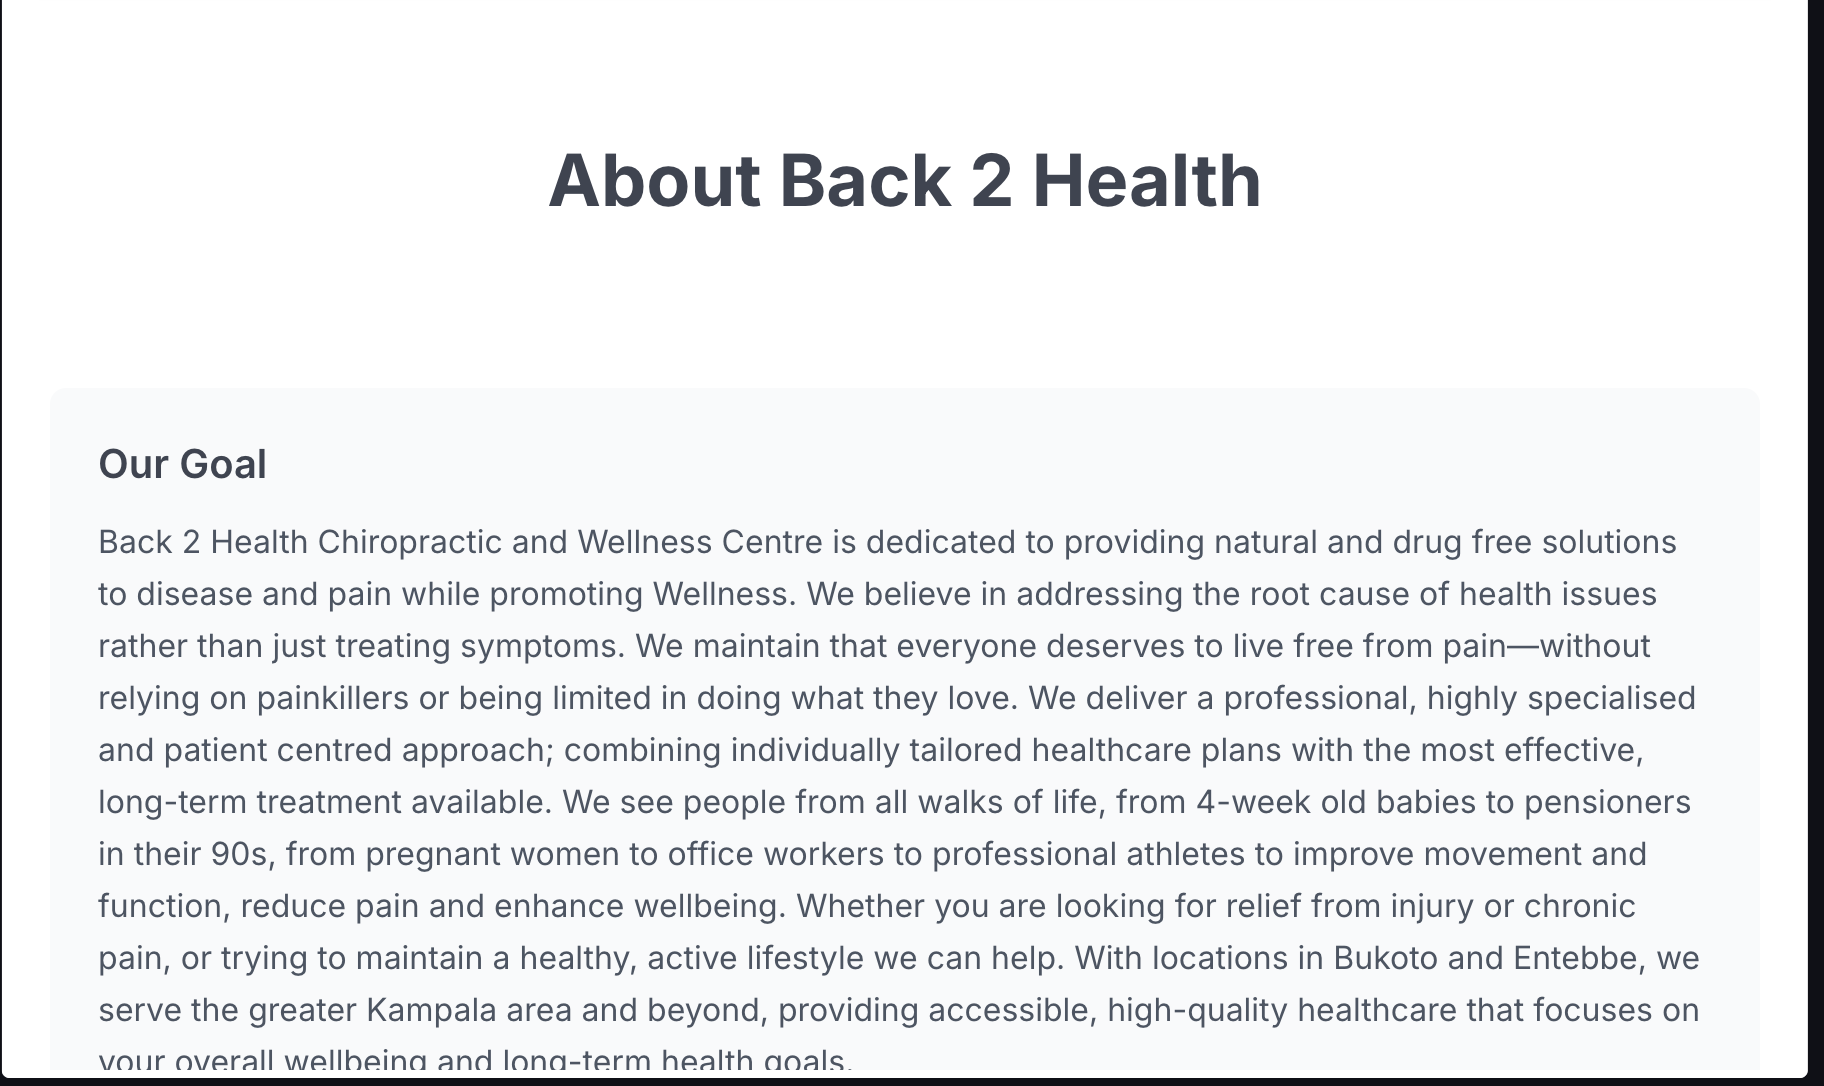 About Back 2 Health
Our Goal
Back 2 Health Chiropractic and Wellness Centre is dedicated to providing natural and drug free solutions
to disease and pain while promoting Wellness. We believe in addressing the root cause of health issues
rather than just treating symptoms. We maintain that everyone deserves to live free from pain—without
relying on painkillers or being limited in doing what they love. We deliver a professional, highly specialised
and patient centred approach; combining individually tailored healthcare plans with the most effective,
long-term treatment available. We see people from all walks of life, from 4-week old babies to pensioners
in their 90s, from pregnant women to office workers to professional athletes to improve movement and
function, reduce pain and enhance wellbeing. Whether you are looking for relief from injury or chronic
pain, or trying to maintain a healthy, active lifestyle we can help. With locations in Bukoto and Entebbe, we
serve the greater Kampala area and beyond, providing accessible, high-quality healthcare that focuses on
your overall wellbeing and long-term health goals.